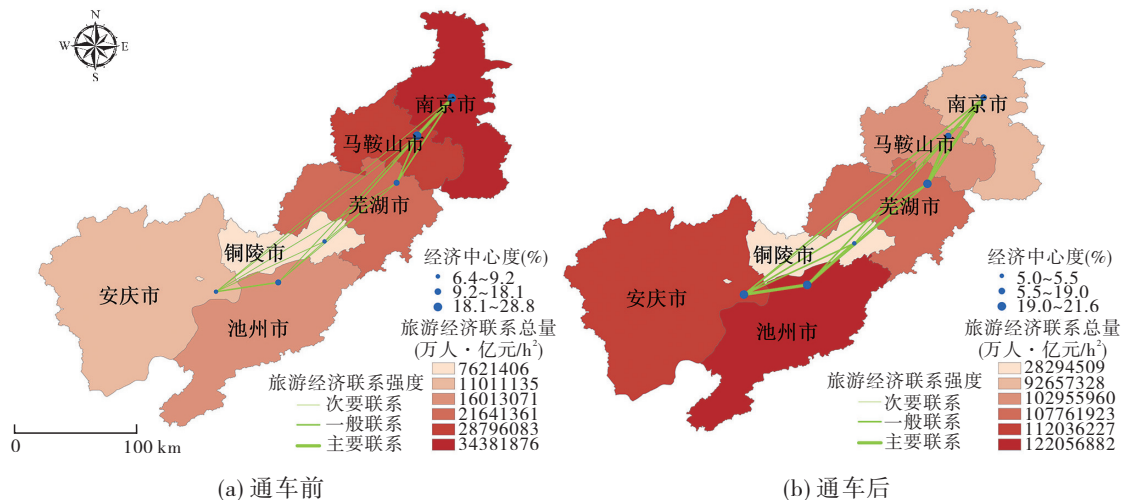 N
W E
S
南京市
马鞍山市
芜湖市
铜陵市
安庆市
池州市
经济中心度(%)
6.4~9.2
9.2~18.1
18.1~28.8
旅游经济联系总量
(万人·亿元/h²)
7621406
11011135
16013071
21641361
28796083
34381876
旅游经济联系强度
次要联系
一般联系
主要联系
0 100 km
(a) 通车前
南京市
马鞍山市
芜湖市
铜陵市
安庆市
池州市
经济中心度(%)
5.0~5.5
5.5~19.0
19.0~21.6
旅游经济联系总量
(万人·亿元/h²)
28294509
92657328
102955960
107761923
112036227
122056882
旅游经济联系强度
次要联系
一般联系
主要联系
(b) 通车后